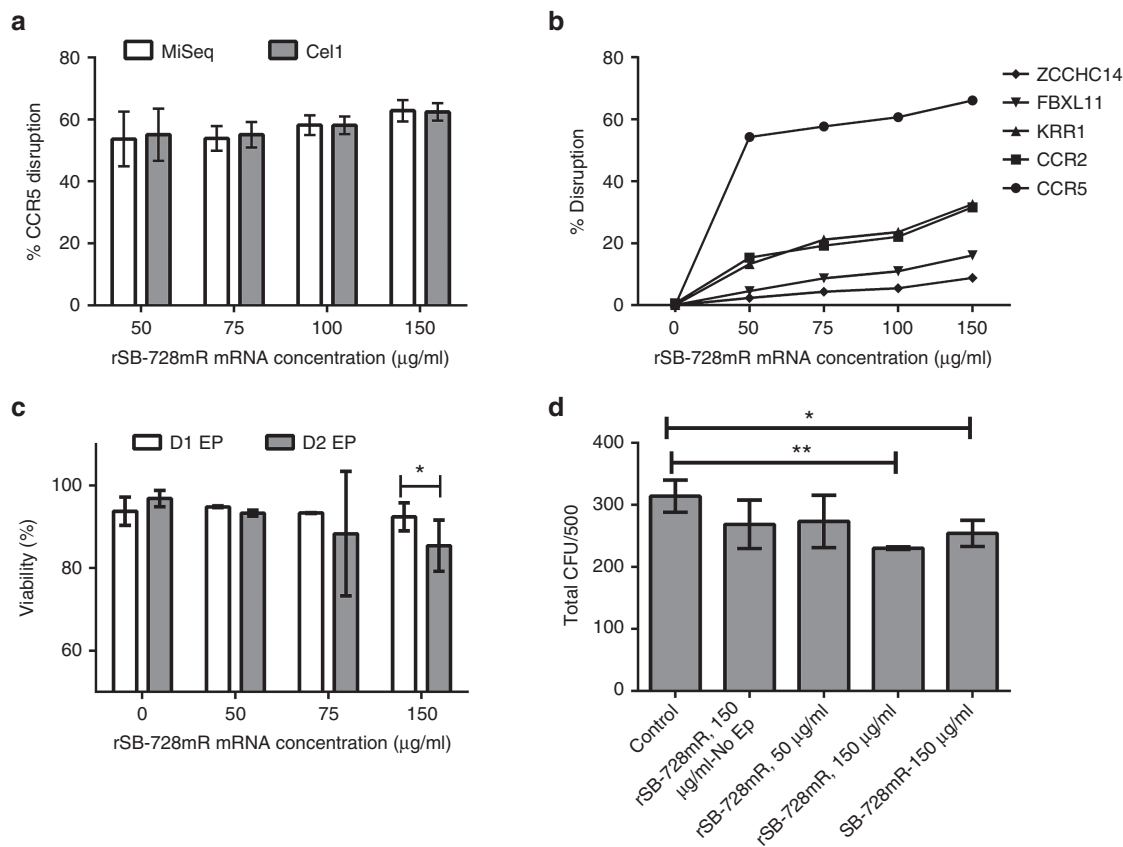 a
MiSeq
Cel1
80
60
40
20
0
% CCR5 disruption
50
75
100
150
rSB-728mR mRNA concentration (μg/ml)
b
80
60
40
20
0
% Disruption
0
50
75
100
150
rSB-728mR mRNA concentration (μg/ml)
ZCCHC14
FBXL11
KRR1
CCR2
CCR5
c
D1 EP
D2 EP
100
80
60
Viability (%)
*
0
50
75
150
rSB-728mR mRNA concentration (μg/ml)
d
*
**
400
300
200
100
0
Total CFU/500
Control
rSB-728mR, 150
μg/ml-No Ep
rSB-728mR, 50 μg/ml
rSB-728mR, 150 μg/ml
SB-728mR-150 μg/ml